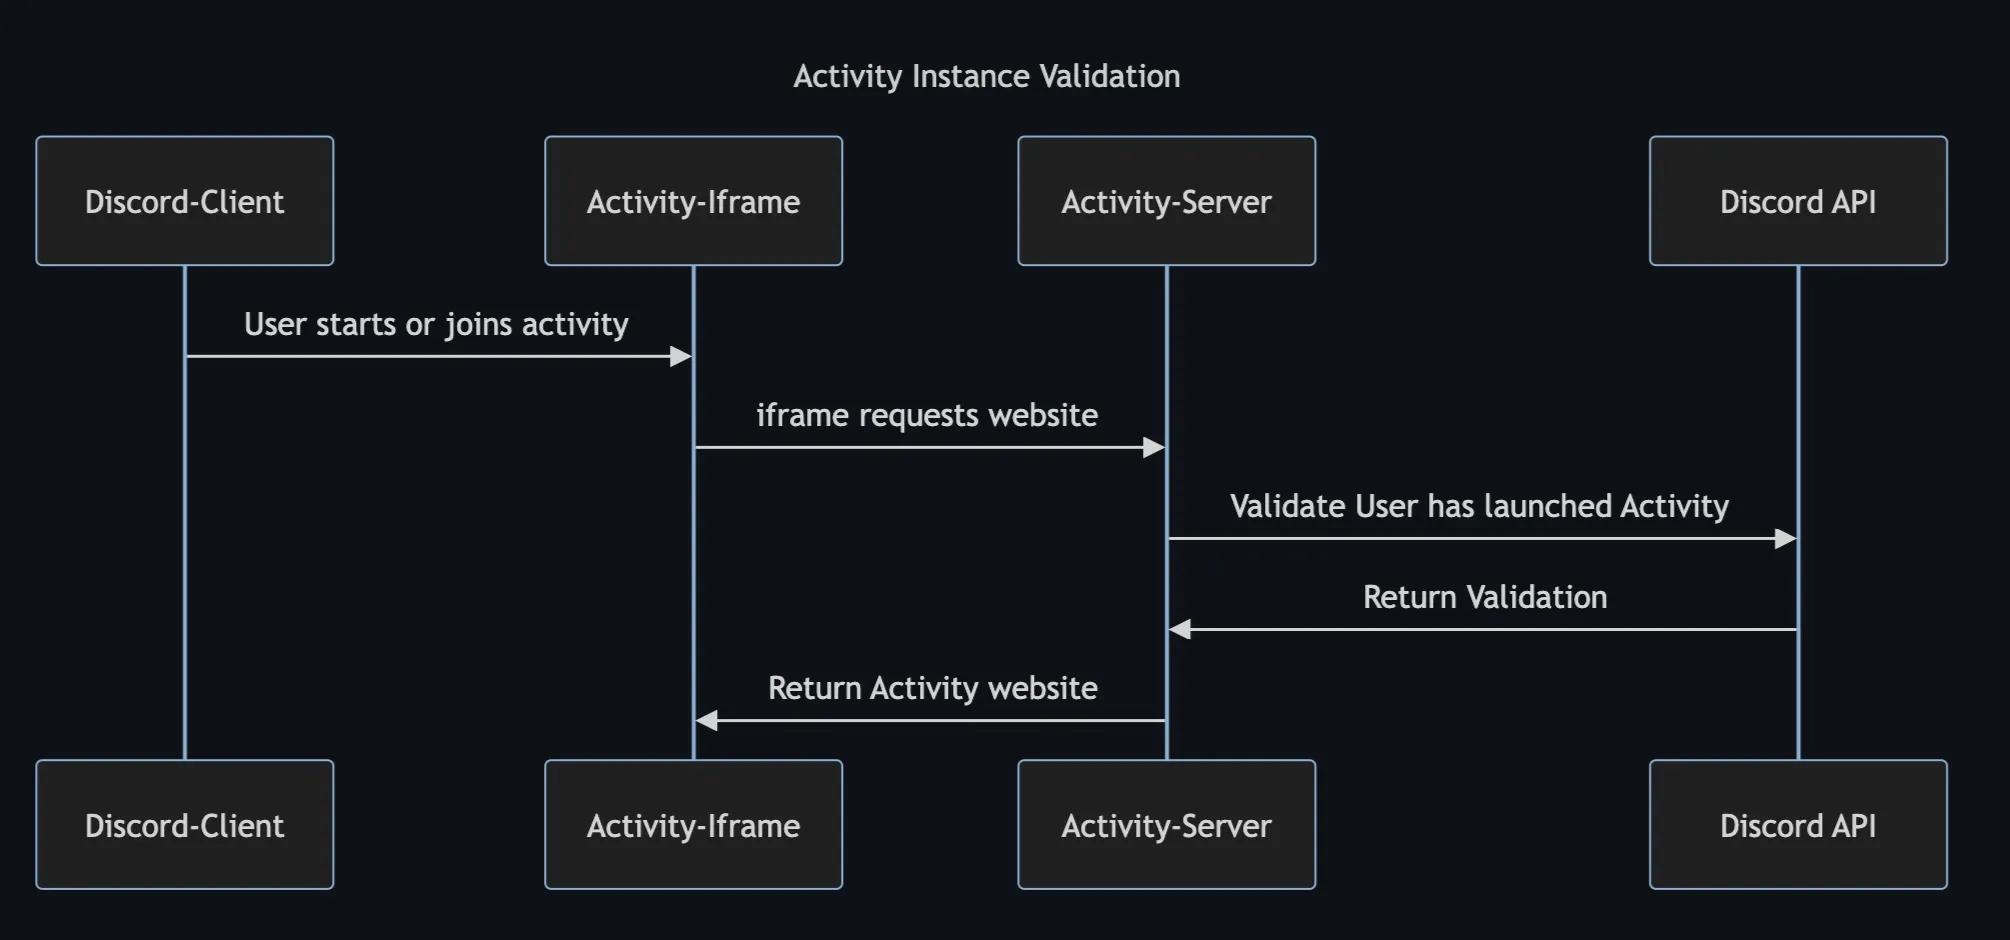 Activity Instance Validation
Discord-Client
Activity-Iframe
Activity-Server
Discord API
User starts or joins activity
iframe requests website
Validate User has launched Activity
Return Validation
Return Activity website
Discord-Client
Activity-Iframe
Activity-Server
Discord API